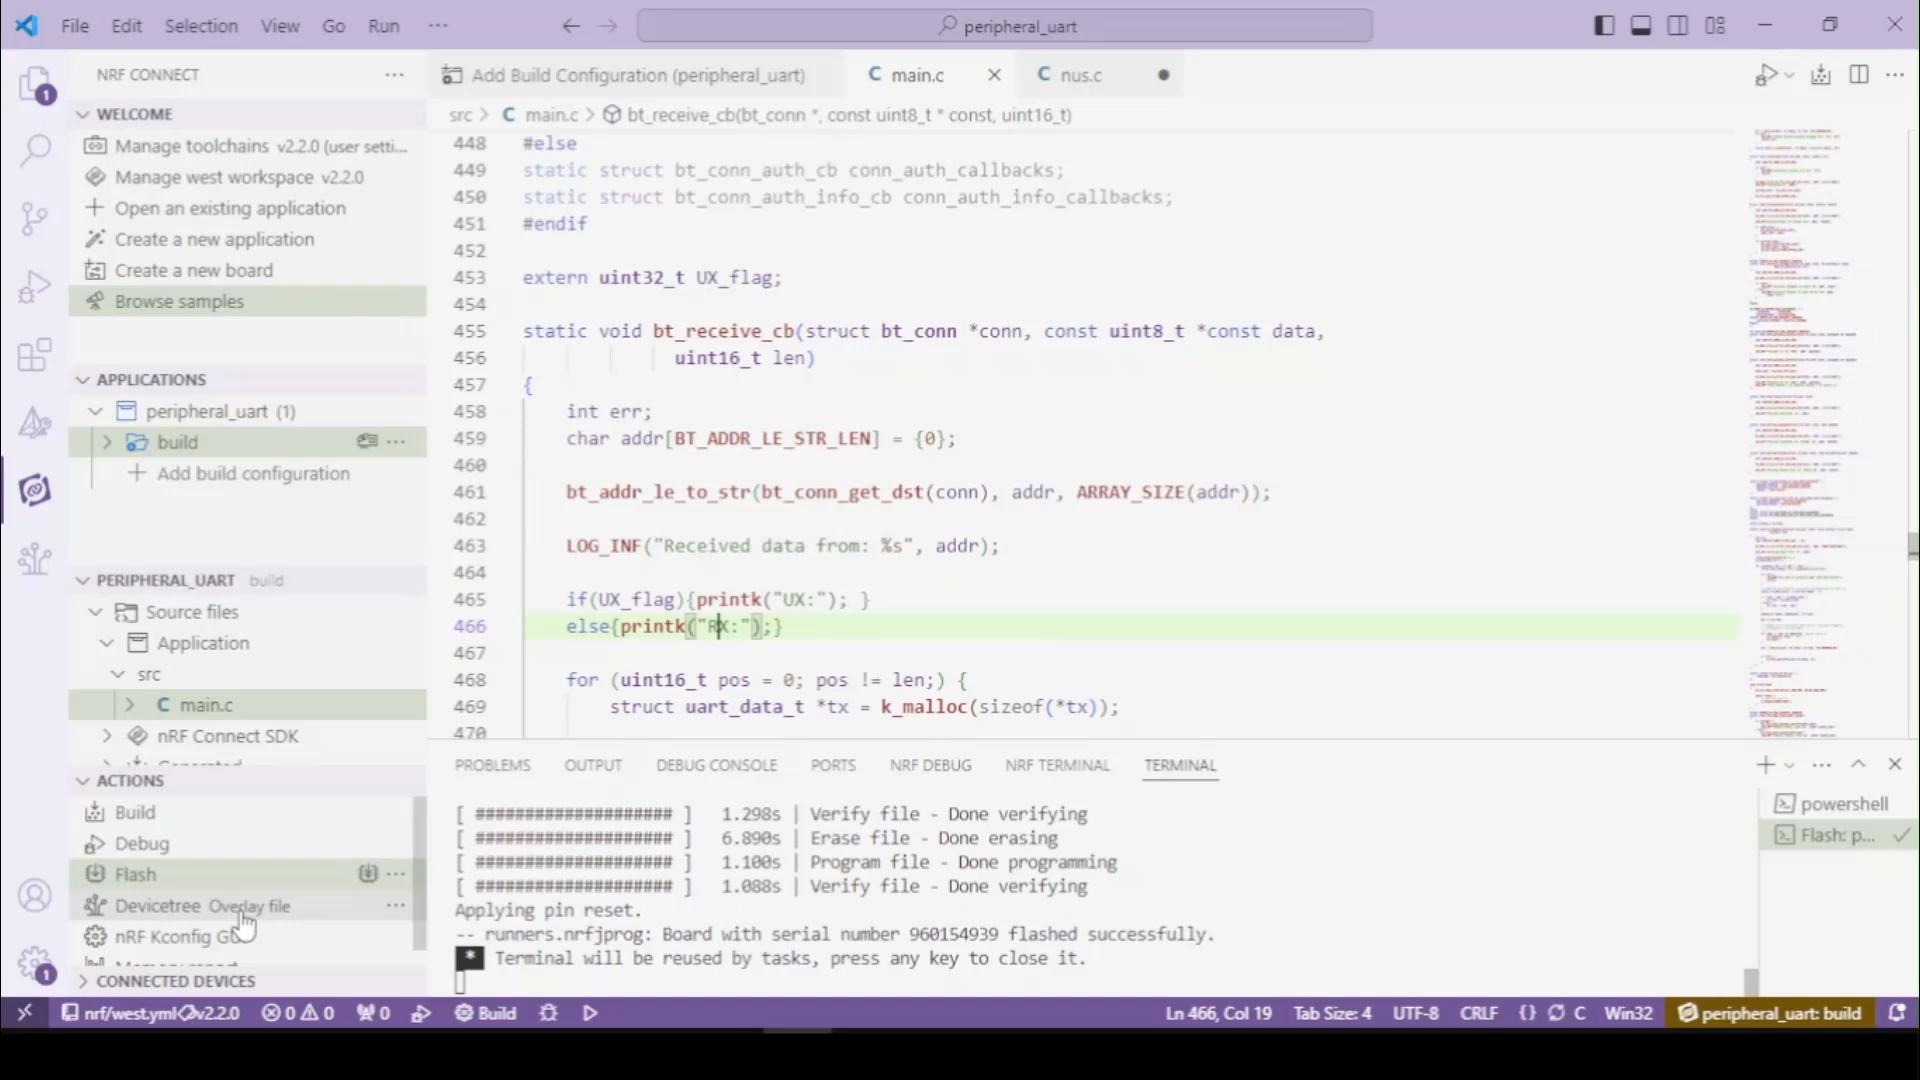 File Edit Selection View Go Run ··· peripheral_uart
NRF CONNECT ···
WELCOME
Manage toolchains v2.2.0 (user setti...
Manage west workspace v2.2.0
Open an existing application
Create a new application
Create a new board
Browse samples
APPLICATIONS
peripheral_uart (1)
build ···
Add build configuration
PERIPHERAL_UART build
Source files
Application
src
C main.c
nRF Connect SDK
ACTIONS
Build
Debug
Flash ···
Devicetree Overlay file ···
nRF Kconfig
CONNECTED DEVICES
1
1
Add Build Configuration (peripheral_uart) C main.c C nus.c
src > C main.c > bt_receive_cb(bt_conn *, const uint8_t * const, uint16_t)
448 #else
449 static struct bt_conn_auth_cb conn_auth_callbacks;
450 static struct bt_conn_auth_info_cb conn_auth_info_callbacks;
451 #endif
452
453 extern uint32_t UX_flag;
454
455 static void bt_receive_cb(struct bt_conn *conn, const uint8_t *const data,
456 uint16_t len)
457 {
458 int err;
459 char addr[BT_ADDR_LE_STR_LEN] = {0};
460
461 bt_addr_le_to_str(bt_conn_get_dst(conn), addr, ARRAY_SIZE(addr));
462
463 LOG_INF("Received data from: %s", addr);
464
465 if(UX_flag){printk("UX:"); }
466 else{printk("RX:");}
467
468 for (uint16_t pos = 0; pos != len;) {
469 struct uart_data_t *tx = k_malloc(sizeof(*tx));
470
PROBLEMS OUTPUT DEBUG CONSOLE PORTS NRF DEBUG NRF TERMINAL TERMINAL
[ #################### ] 1.298s | Verify file - Done verifying
[ #################### ] 6.890s | Erase file - Done erasing
[ #################### ] 1.100s | Program file - Done programming
[ #################### ] 1.088s | Verify file - Done verifying
Applying pin reset.
-- runners.nrfjprog: Board with serial number 960154939 flashed successfully.
* Terminal will be reused by tasks, press any key to close it.
powershell
Flash: p...
nrf/west.yml v2.2.0 0 0 0 Build Ln 466, Col 19 Tab Size: 4 UTF-8 CRLF {} C Win32 peripheral_uart: build